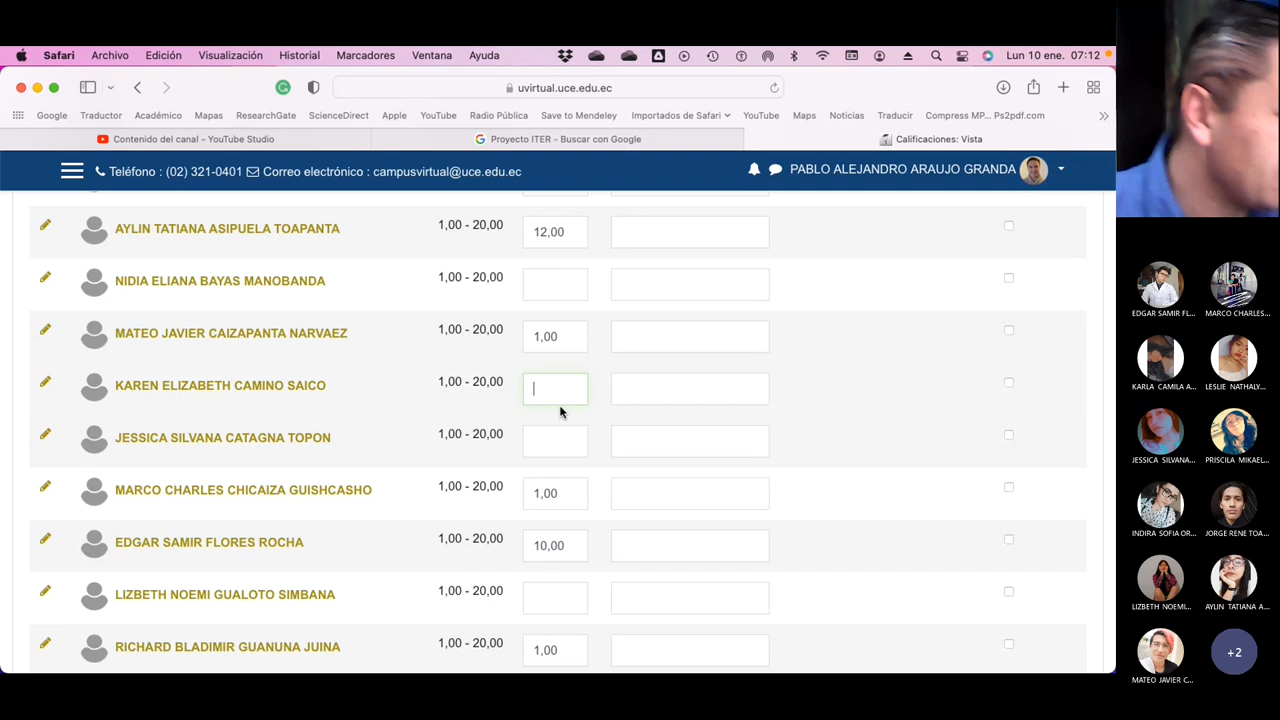 Safari Archivo Edición Visualización Historial Marcadores Ventana Ayuda Lun 10 ene. 07:12
uvirtual.uce.edu.ec
Google Traductor Académico Mapas ResearchGate ScienceDirect Apple YouTube Radio Pública Save to Mendeley Importados de Safari YouTube Maps Noticias Traducir Compress MP... Ps2pdf.com
Contenido del canal - YouTube Studio Proyecto ITER - Buscar con Google Calificaciones: Vista
Teléfono : (02) 321-0401 Correo electrónico : campusvirtual@uce.edu.ec PABLO ALEJANDRO ARAUJO GRANDA
AYLIN TATIANA ASIPUELA TOAPANTA 1,00 - 20,00 12,00
NIDIA ELIANA BAYAS MANOBANDA 1,00 - 20,00
MATEO JAVIER CAIZAPANTA NARVAEZ 1,00 - 20,00 1,00
KAREN ELIZABETH CAMINO SAICO 1,00 - 20,00
JESSICA SILVANA CATAGNA TOPON 1,00 - 20,00
MARCO CHARLES CHICAIZA GUISHCASHO 1,00 - 20,00 1,00
EDGAR SAMIR FLORES ROCHA 1,00 - 20,00 10,00
LIZBETH NOEMI GUALOTO SIMBANA 1,00 - 20,00
RICHARD BLADIMIR GUANUNA JUINA 1,00 - 20,00 1,00
EDGAR SAMIR FL... MARCO CHARLES...
KARLA CAMILA A... LESLIE NATHALY...
JESSICA SILVANA... PRISCILA MIKAEL...
INDIRA SOFIA OR... JORGE RENE TOA...
LIZBETH NOEMI... AYLIN TATIANA A...
MATEO JAVIER C... +2